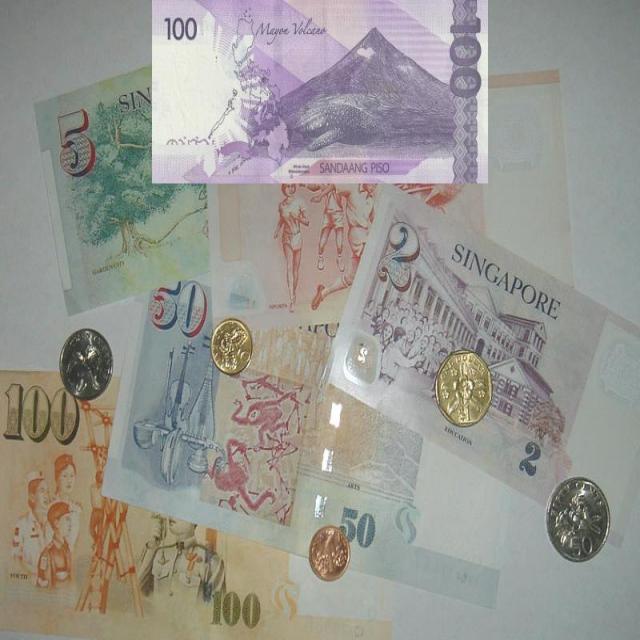 100
Mayon Volcano
100
SANDAANG PISO
5
SIN
GARDEN CITY
SPORTS
2
SINGAPORE
EDUCATION
2
50
ARTS
50
100
YOUTH
100